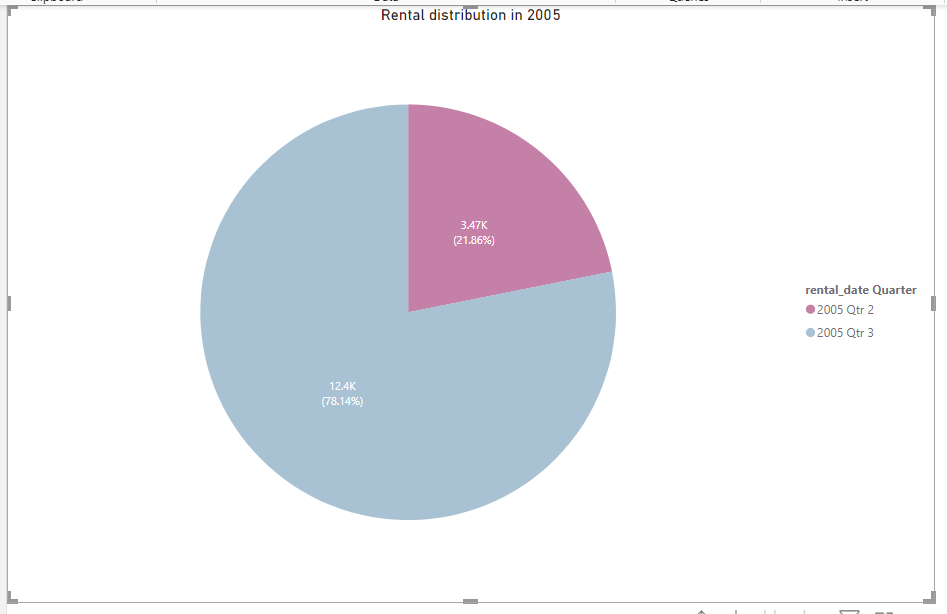 Rental distribution in 2005
3.47K
(21.86%)
rental_date Quarter
2005 Qtr 2
2005 Qtr 3
12.4K
(78.14%)